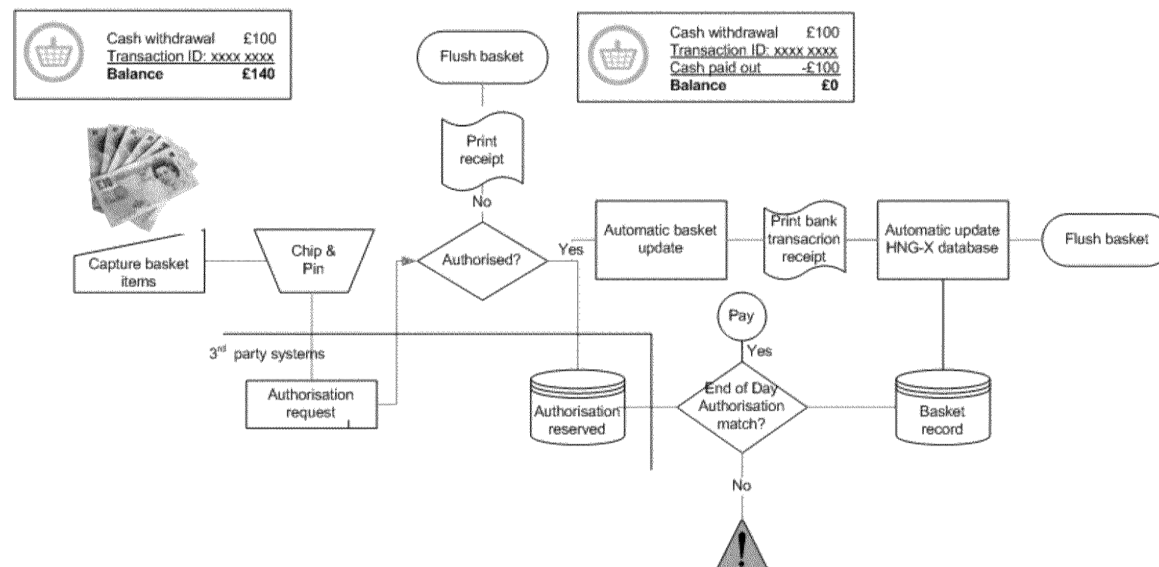 Cash withdrawal £100
Transaction ID: xxxx xxxx
Balance £140
Flush basket
Cash withdrawal £100
Transaction ID: xxxx xxxx
Cash paid out -£100
Balance £0
Print
receipt
No
Capture basket
items
Chip &
Pin
Authorised?
Yes
Automatic basket
update
Print bank
transacrion
receipt
Automatic update
HNG-X database
Flush basket
3rd party systems
Authorisation
request
Authorisation
reserved
Pay
Yes
End of Day
Authorisation
match?
Basket
record
No
!